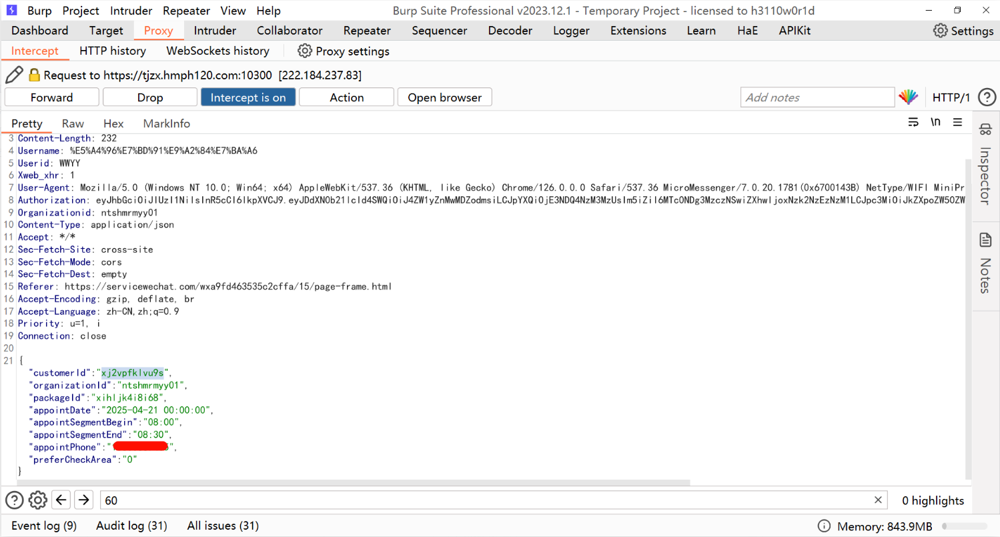 Burp Project Intruder Repeater View Help Burp Suite Professional v2023.12.1 - Temporary Project - licensed to h3110w0r1d
Dashboard Target Proxy Intruder Collaborator Repeater Sequencer Decoder Logger Extensions Learn HaE APIKit Settings
Intercept HTTP history WebSockets history Proxy settings
Request to https://tjzx.hmph120.com:10300 [222.184.237.83]
Forward Drop Intercept is on Action Open browser Add notes HTTP/1
Pretty Raw Hex MarkInfo \n
3 Content-Length: 232
4 Username: %E5%A4%96%E7%BD%91%E9%A2%84%E7%BA%A6
5 Userid: WWYY
6 Xweb_xhr: 1
7 User-Agent: Mozilla/5.0 (Windows NT 10.0; Win64; x64) AppleWebKit/537.36 (KHTML, like Gecko) Chrome/126.0.0.0 Safari/537.36 MicroMessenger/7.0.20.1781(0x6700143B) NetType/WIFI MiniPr
8 Authorization:
9 Organizationid: ntshmrmyy01
10 Content-Type: application/json
11 Accept: */*
12 Sec-Fetch-Site: cross-site
13 Sec-Fetch-Mode: cors
14 Sec-Fetch-Dest: empty
15 Referer: https://servicewechat.com/wxa9fd463535c2cffa/15/page-frame.html
16 Accept-Encoding: gzip, deflate, br
17 Accept-Language: zh-CN,zh;q=0.9
18 Priority: u=1, i
19 Connection: close
20
21 {
"customerId":"xj2vpfklvu9s",
"organizationId":"ntshmrmyy01",
"packageId":"xihljk4i8i68",
"appointDate":"2025-04-21 00:00:00",
"appointSegmentBegin":"08:00",
"appointSegmentEnd":"08:30",
"appointPhone":"",
"preferCheckArea":"0"
}
Inspector
Notes
60 0 highlights
Event log (9) Audit log (31) All issues (31) Memory: 843.9MB